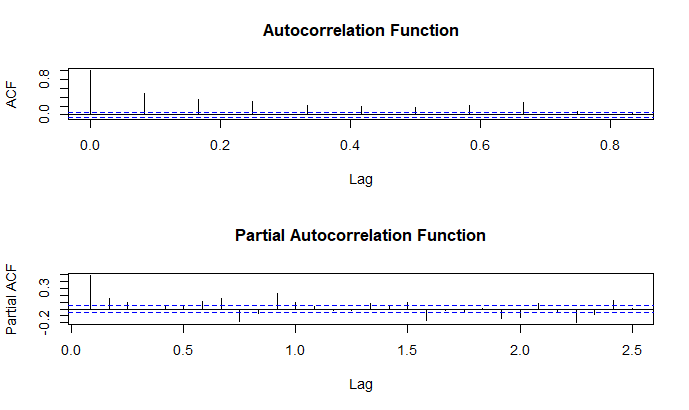 Autocorrelation Function
ACF
0.8
0.0
0.0 0.2 0.4 0.6 0.8
Lag
Partial Autocorrelation Function
Partial ACF
0.3
-0.2
0.0 0.5 1.0 1.5 2.0 2.5
Lag